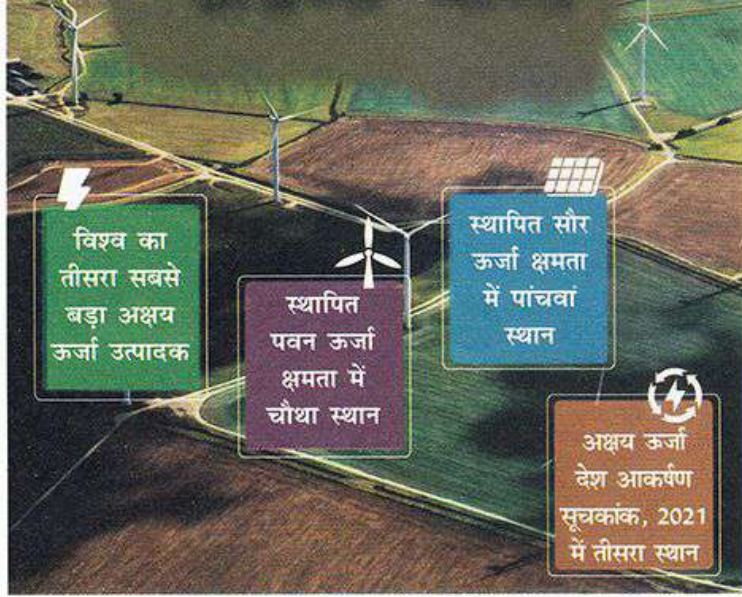 विश्व का
तीसरा सबसे
बड़ा अक्षय
ऊर्जा उत्पादक
स्थापित
पवन ऊर्जा
क्षमता में
चौथा स्थान
स्थापित सौर
ऊर्जा क्षमता
में पांचवां
स्थान
अक्षय ऊर्जा
देश आकर्षण
सूचकांक, 2021
में तीसरा स्थान